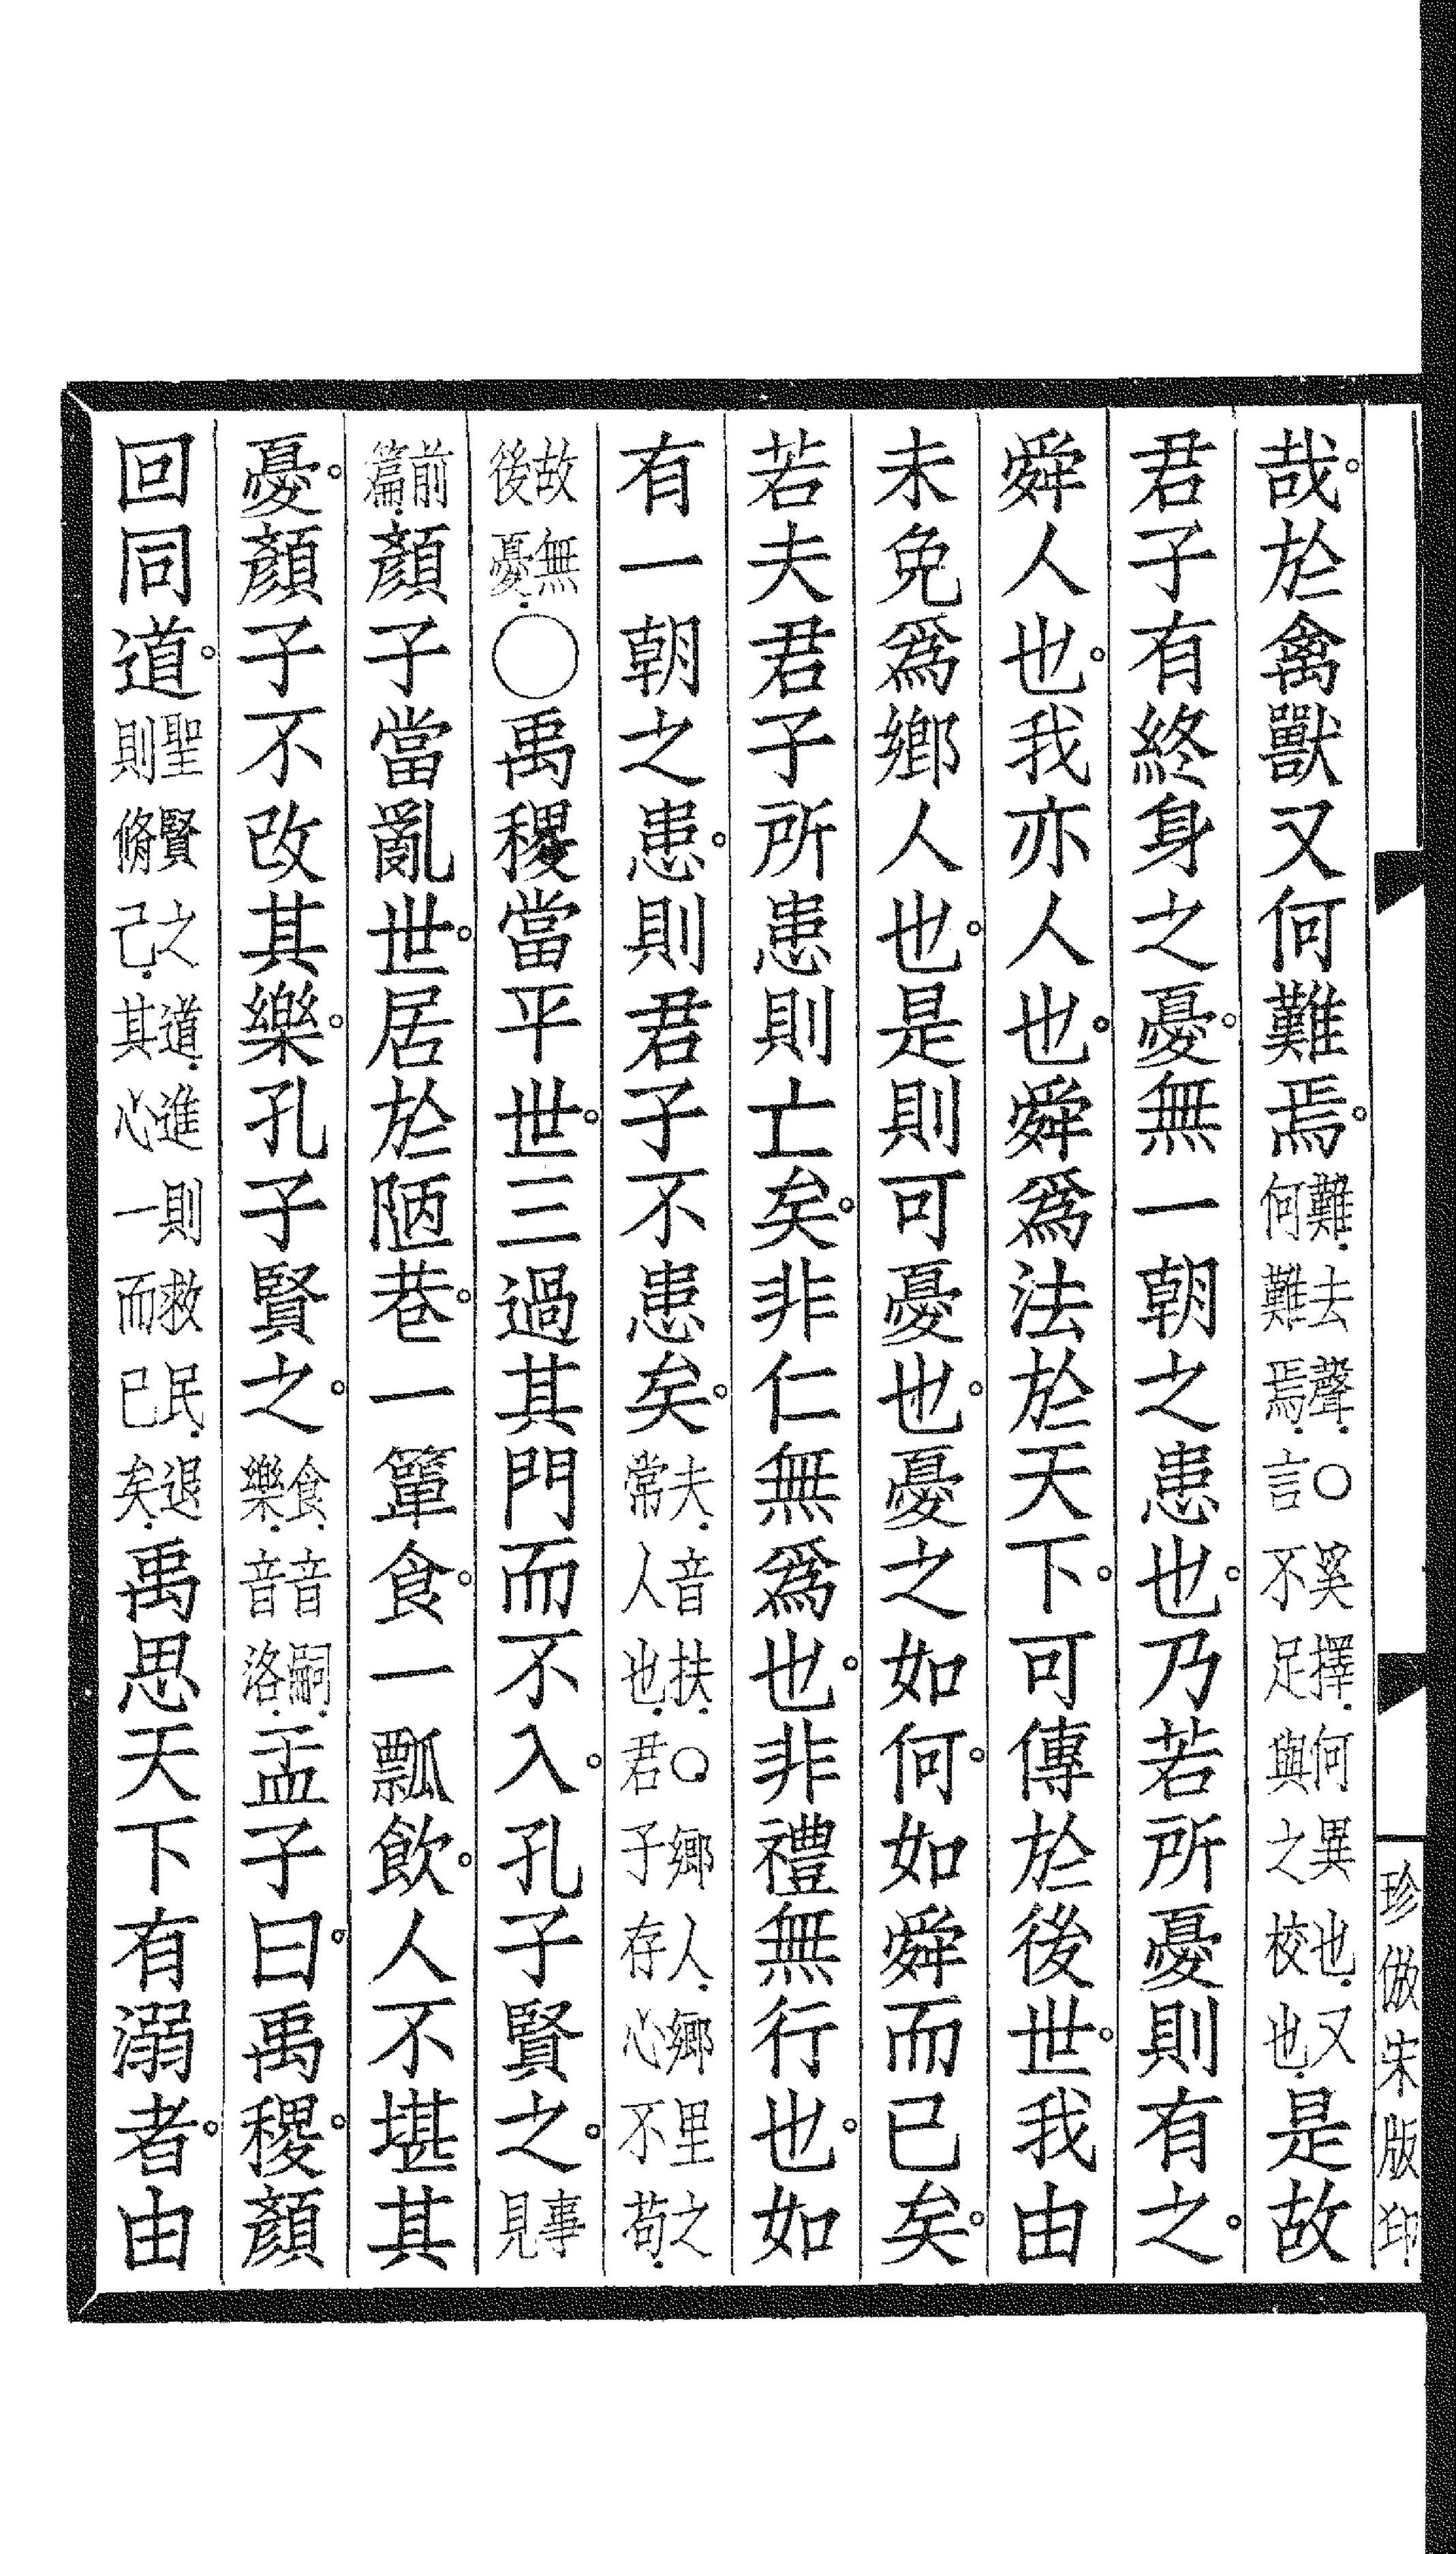 珍倣宋版印
哉。於禽獸又何難焉。難.去聲.○奚擇.何異也.又何難焉.言不足與之校也.是故
君子有終身之憂。無一朝之患也。乃若所憂則有之。
舜人也。我亦人也。舜爲法於天下。可傳於後世。我由
未免爲鄉人也。是則可憂也。憂之如何。如舜而已矣。
若夫君子所患則亡矣。非仁無爲也。非禮無行也。如
有一朝之患。則君子不患矣。夫.音扶.○鄉人.鄉里之常人也.君子存心不苟.
故無後憂.○禹稷當平世。三過其門而不入。孔子賢之。事見
前篇.顏子當亂世。居於陋巷。一簞食。一瓢飮。人不堪其
憂。顏子不改其樂。孔子賢之。食.音嗣.樂.音洛.孟子曰。禹稷。顏
回同道。聖賢之道.進則救民.退則脩己.其心一而已矣.禹思天下有溺者。由